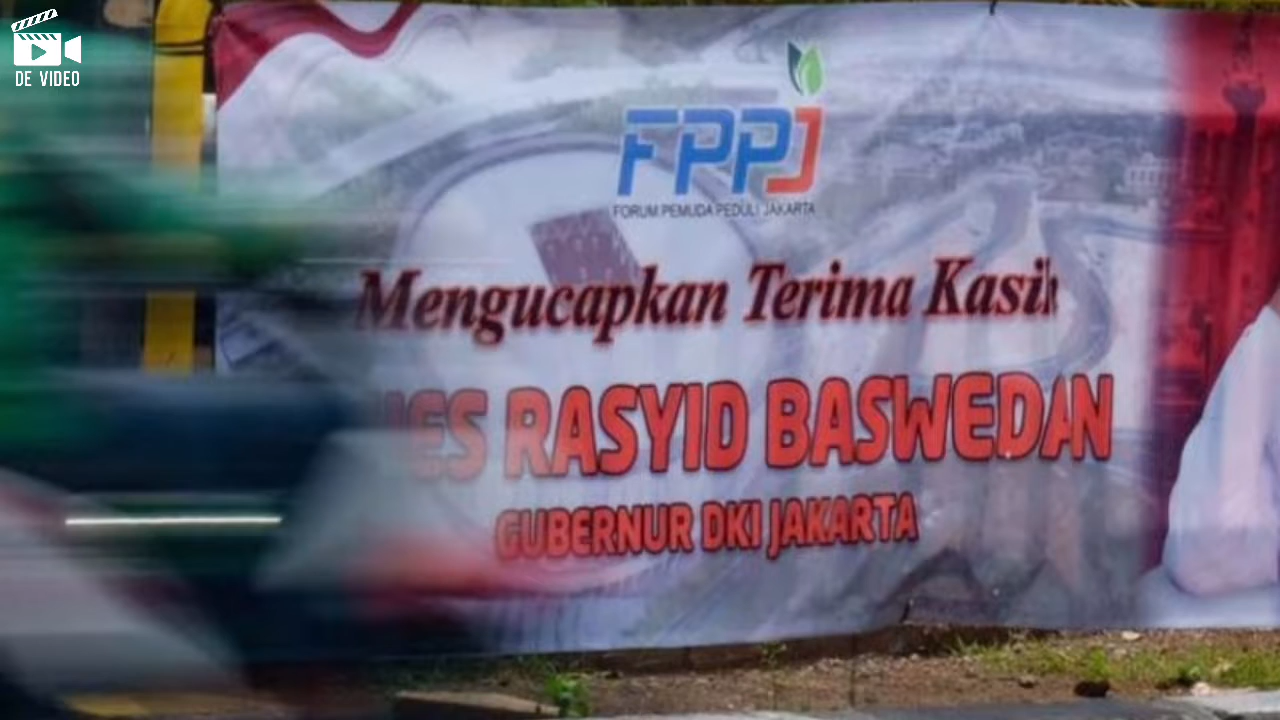 DE VIDEO
FPPJ
FORUM PEMUDA PEDULI JAKARTA
Mengucapkan Terima Kasih
RASYID BASWEDAN
GUBERNUR DKI JAKARTA